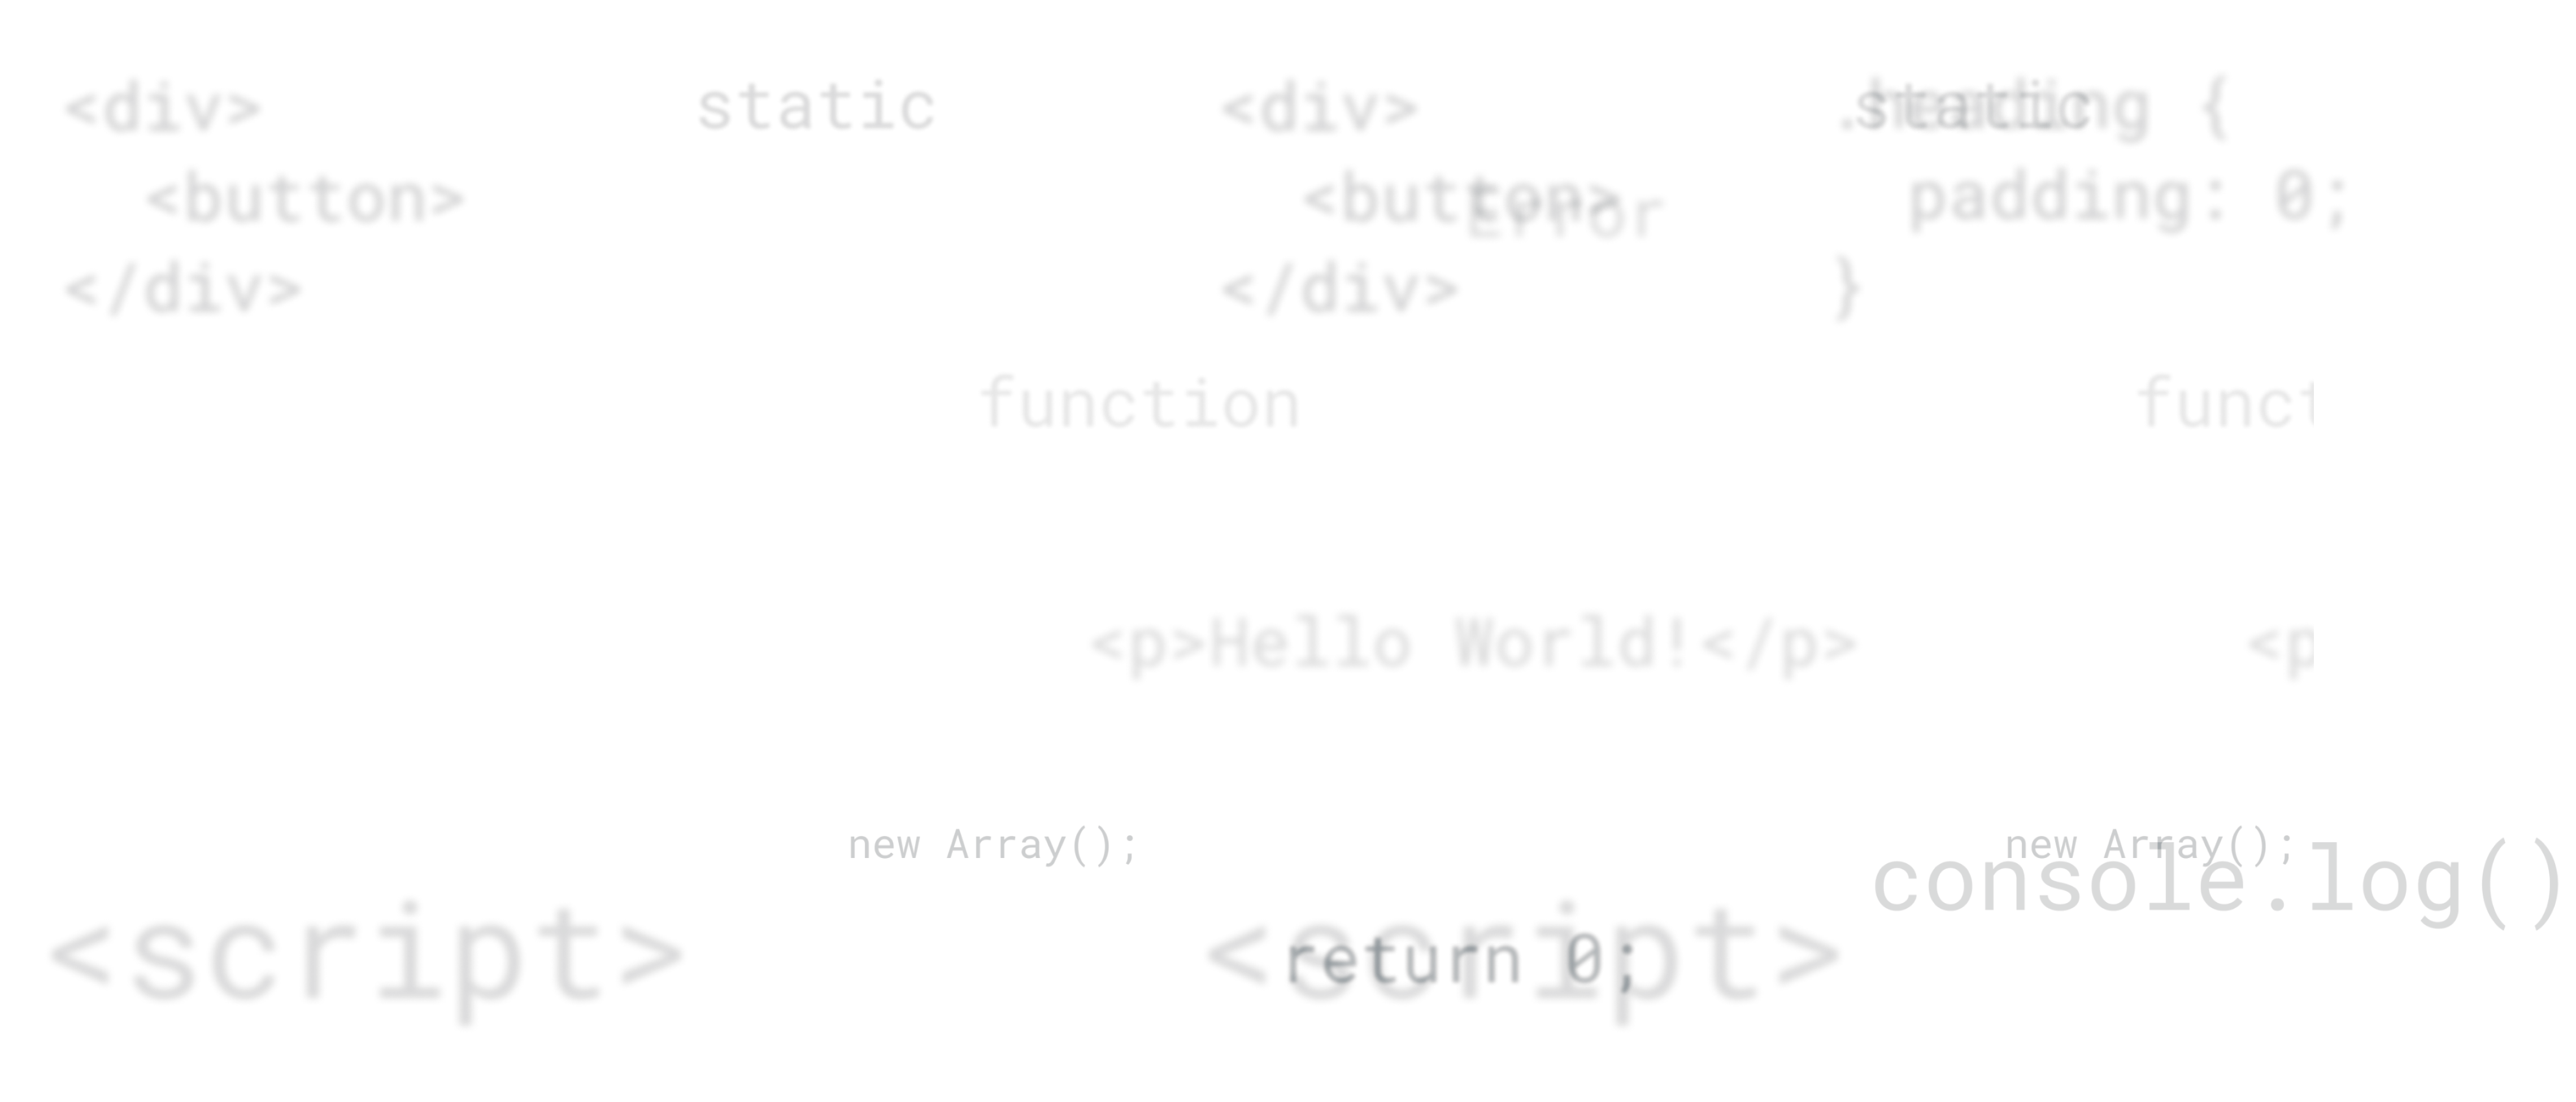 <div>
static
<div>
.heading {
static
<button>
<button>
Error
padding: 0;
</div>
</div>
}
function
funct
<p>Hello World!</p>
<p
new Array();
new Array();
console.log()
<script>
<script>
return 0;